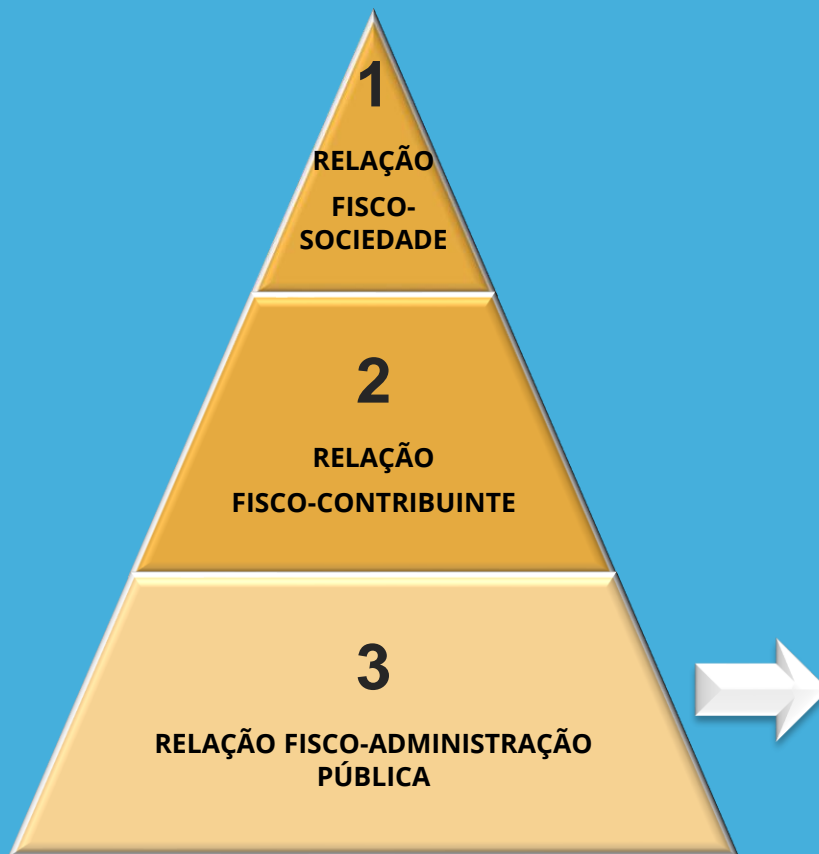 1
RELAÇÃO
FISCO-
SOCIEDADE
2
RELAÇÃO
FISCO-CONTRIBUINTE
3
RELAÇÃO FISCO-ADMINISTRAÇÃO
PÚBLICA